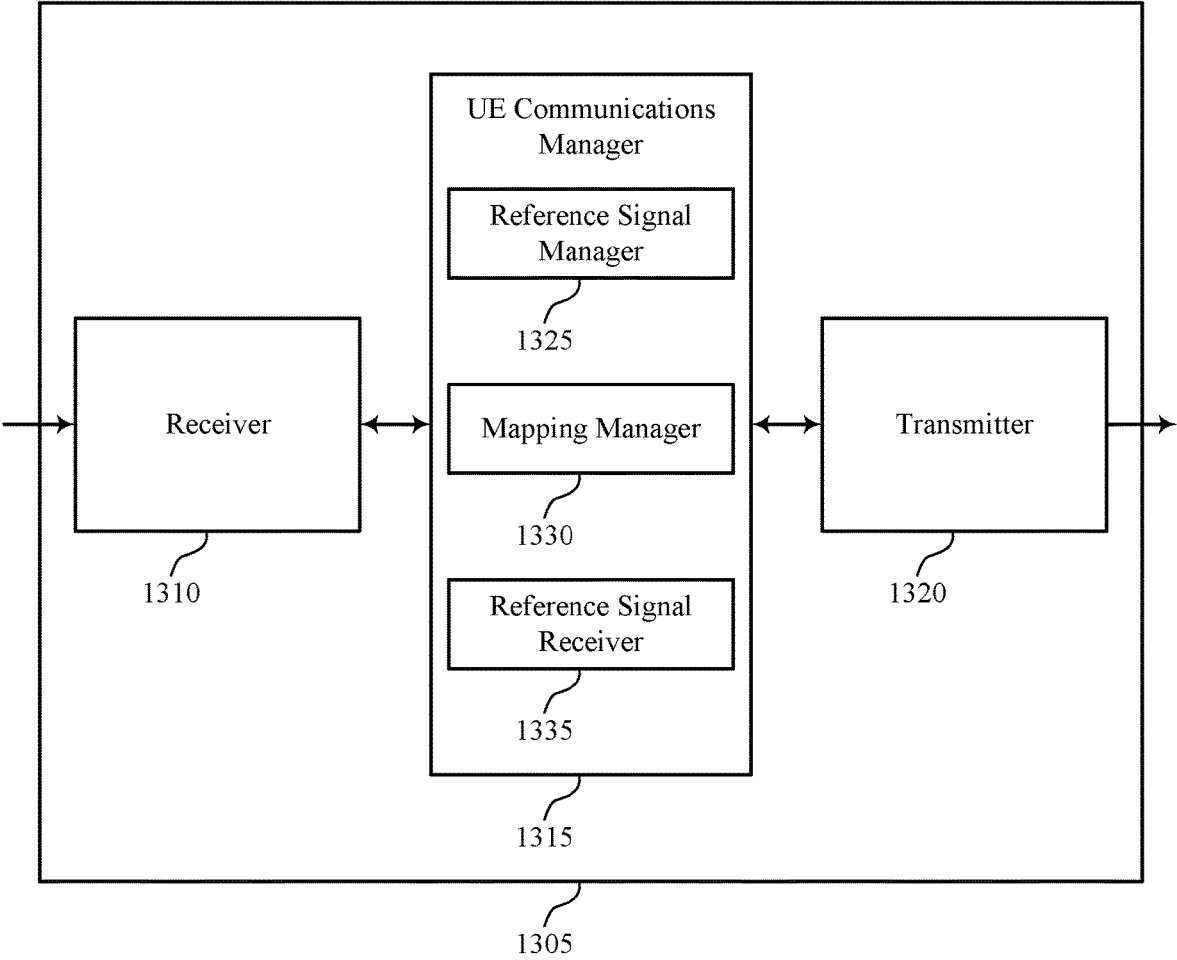 UE Communications
Manager
Reference Signal
Manager
1325
Receiver
1310
Mapping Manager
1330
Transmitter
1320
Reference Signal
Receiver
1335
1315
1305